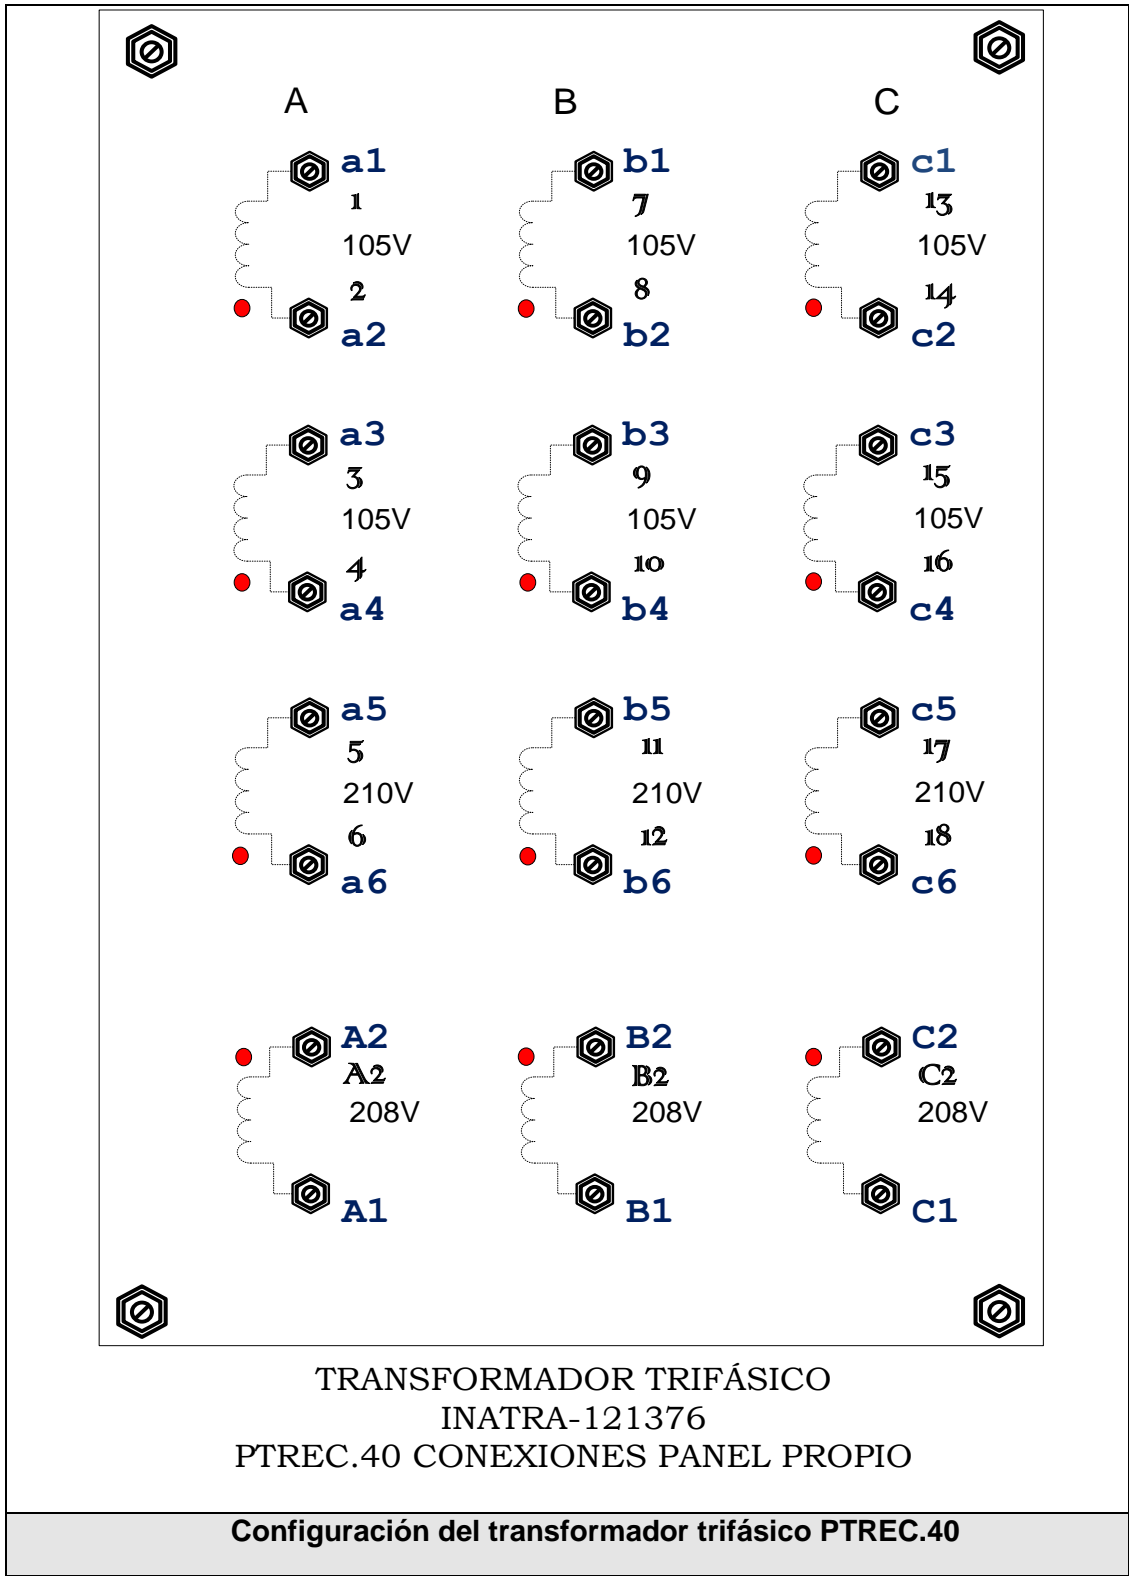 A B C
a1 b1 c1
1 7 13
105V 105V 105V
2 8 14
a2 b2 c2
a3 b3 c3
3 9 15
105V 105V 105V
4 10 16
a4 b4 c4
a5 b5 c5
5 11 17
210V 210V 210V
6 12 18
a6 b6 c6
A2 B2 C2
A2 B2 C2
208V 208V 208V
A1 B1 C1
TRANSFORMADOR TRIFÁSICO
INATRA-121376
PTREC.40 CONEXIONES PANEL PROPIO
Configuración del transformador trifásico PTREC.40